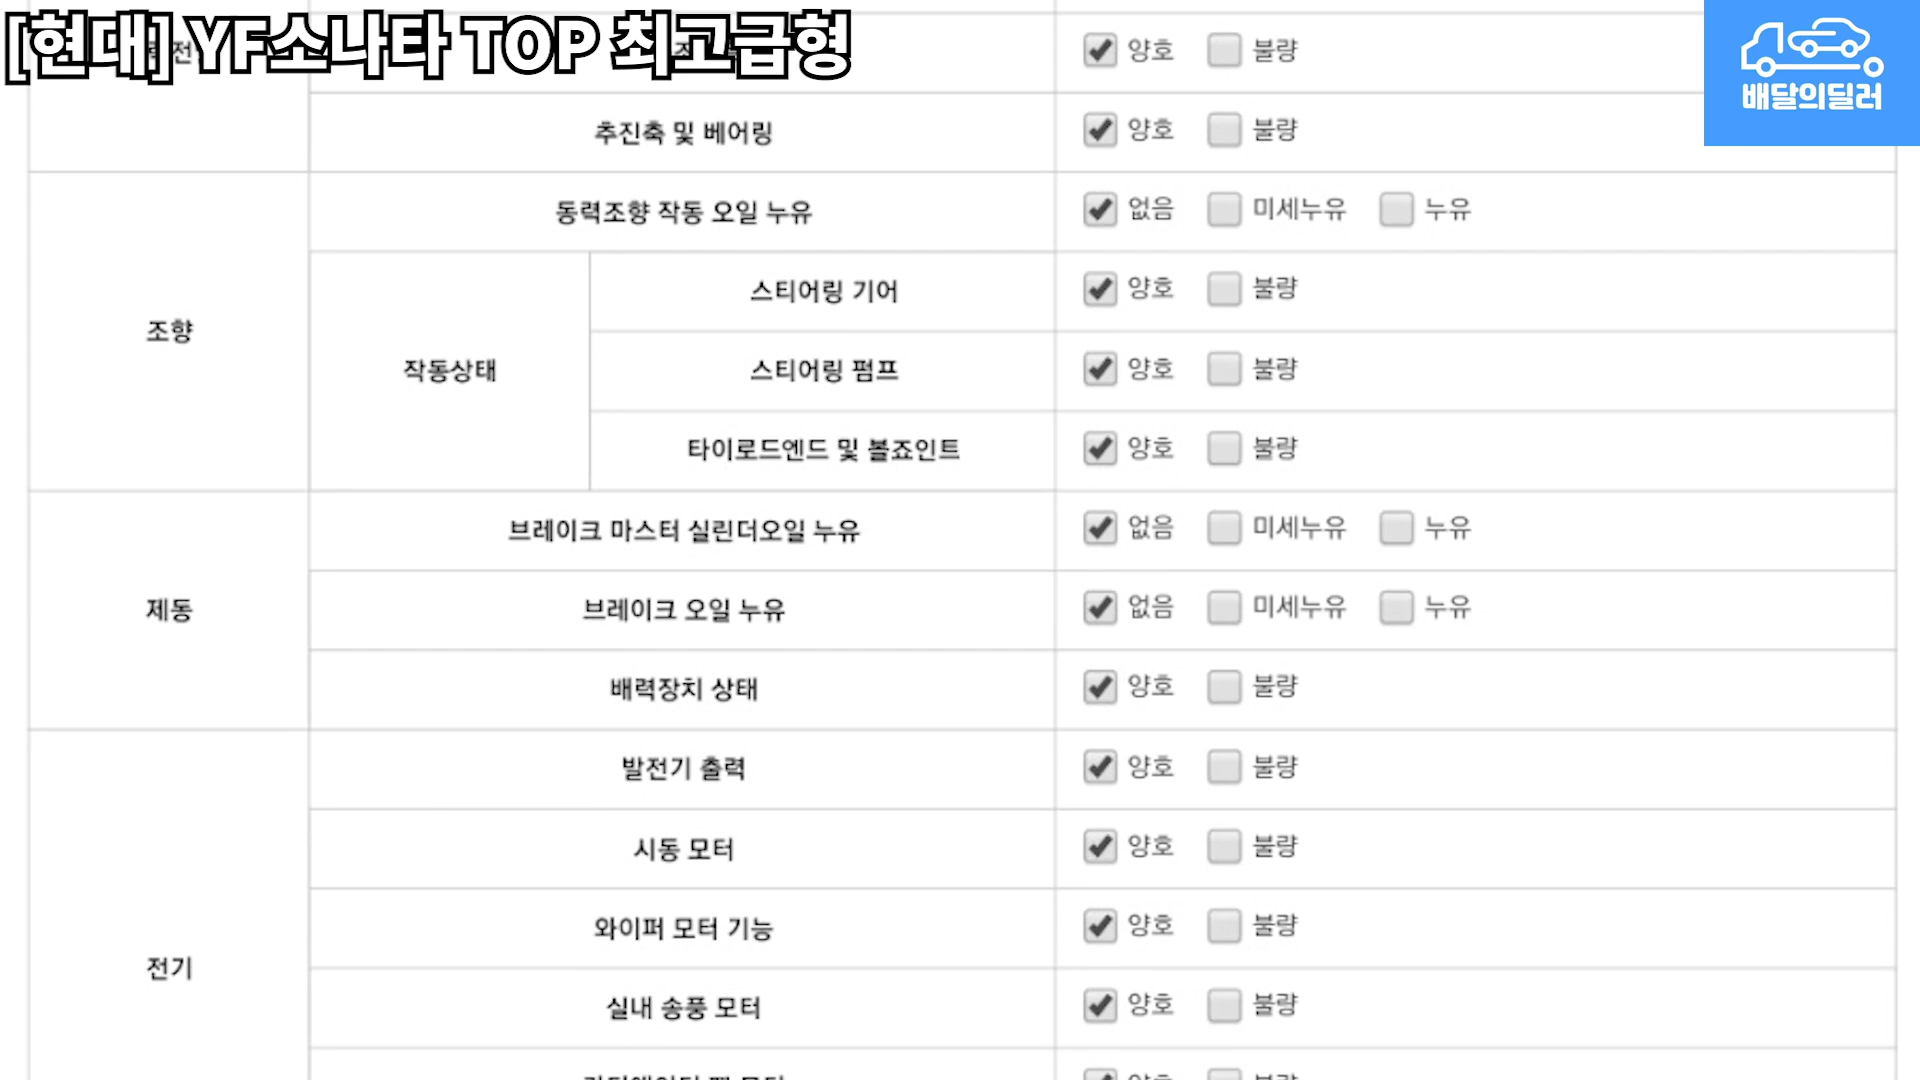 [현대] YF소나타 TOP 최고급형
배달의딜러
양호 불량
추진축 및 베어링 양호 불량
조향
동력조향 작동 오일 누유 없음 미세누유 누유
작동상태
스티어링 기어 양호 불량
스티어링 펌프 양호 불량
타이로드엔드 및 볼죠인트 양호 불량
제동
브레이크 마스터 실린더오일 누유 없음 미세누유 누유
브레이크 오일 누유 없음 미세누유 누유
배력장치 상태 양호 불량
전기
발전기 출력 양호 불량
시동 모터 양호 불량
와이퍼 모터 기능 양호 불량
실내 송풍 모터 양호 불량